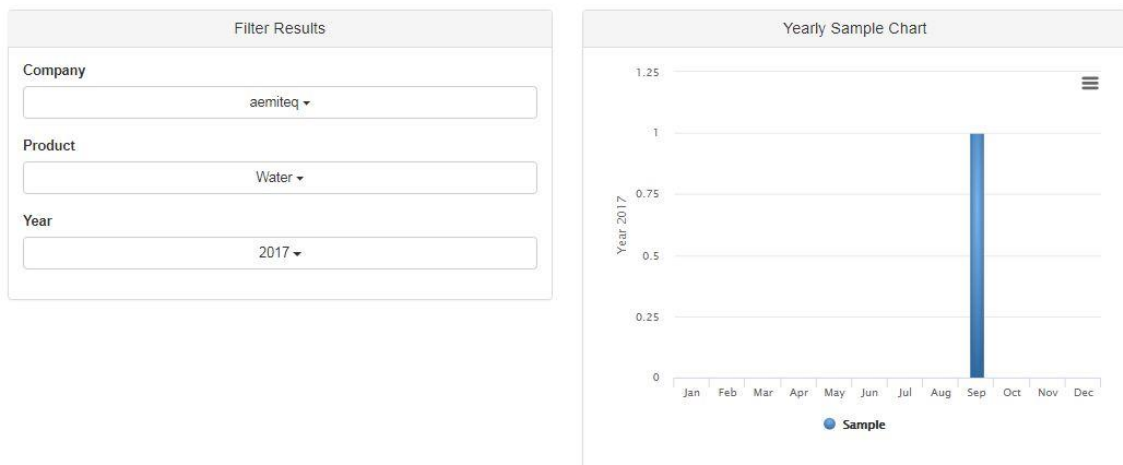 Filter Results
Company
aemiteq
Product
Water
Year
2017
Yearly Sample Chart
1.25
1
0.75
0.5
0.25
0
Year 2017
Jan Feb Mar Apr May Jun Jul Aug Sep Oct Nov Dec
Sample